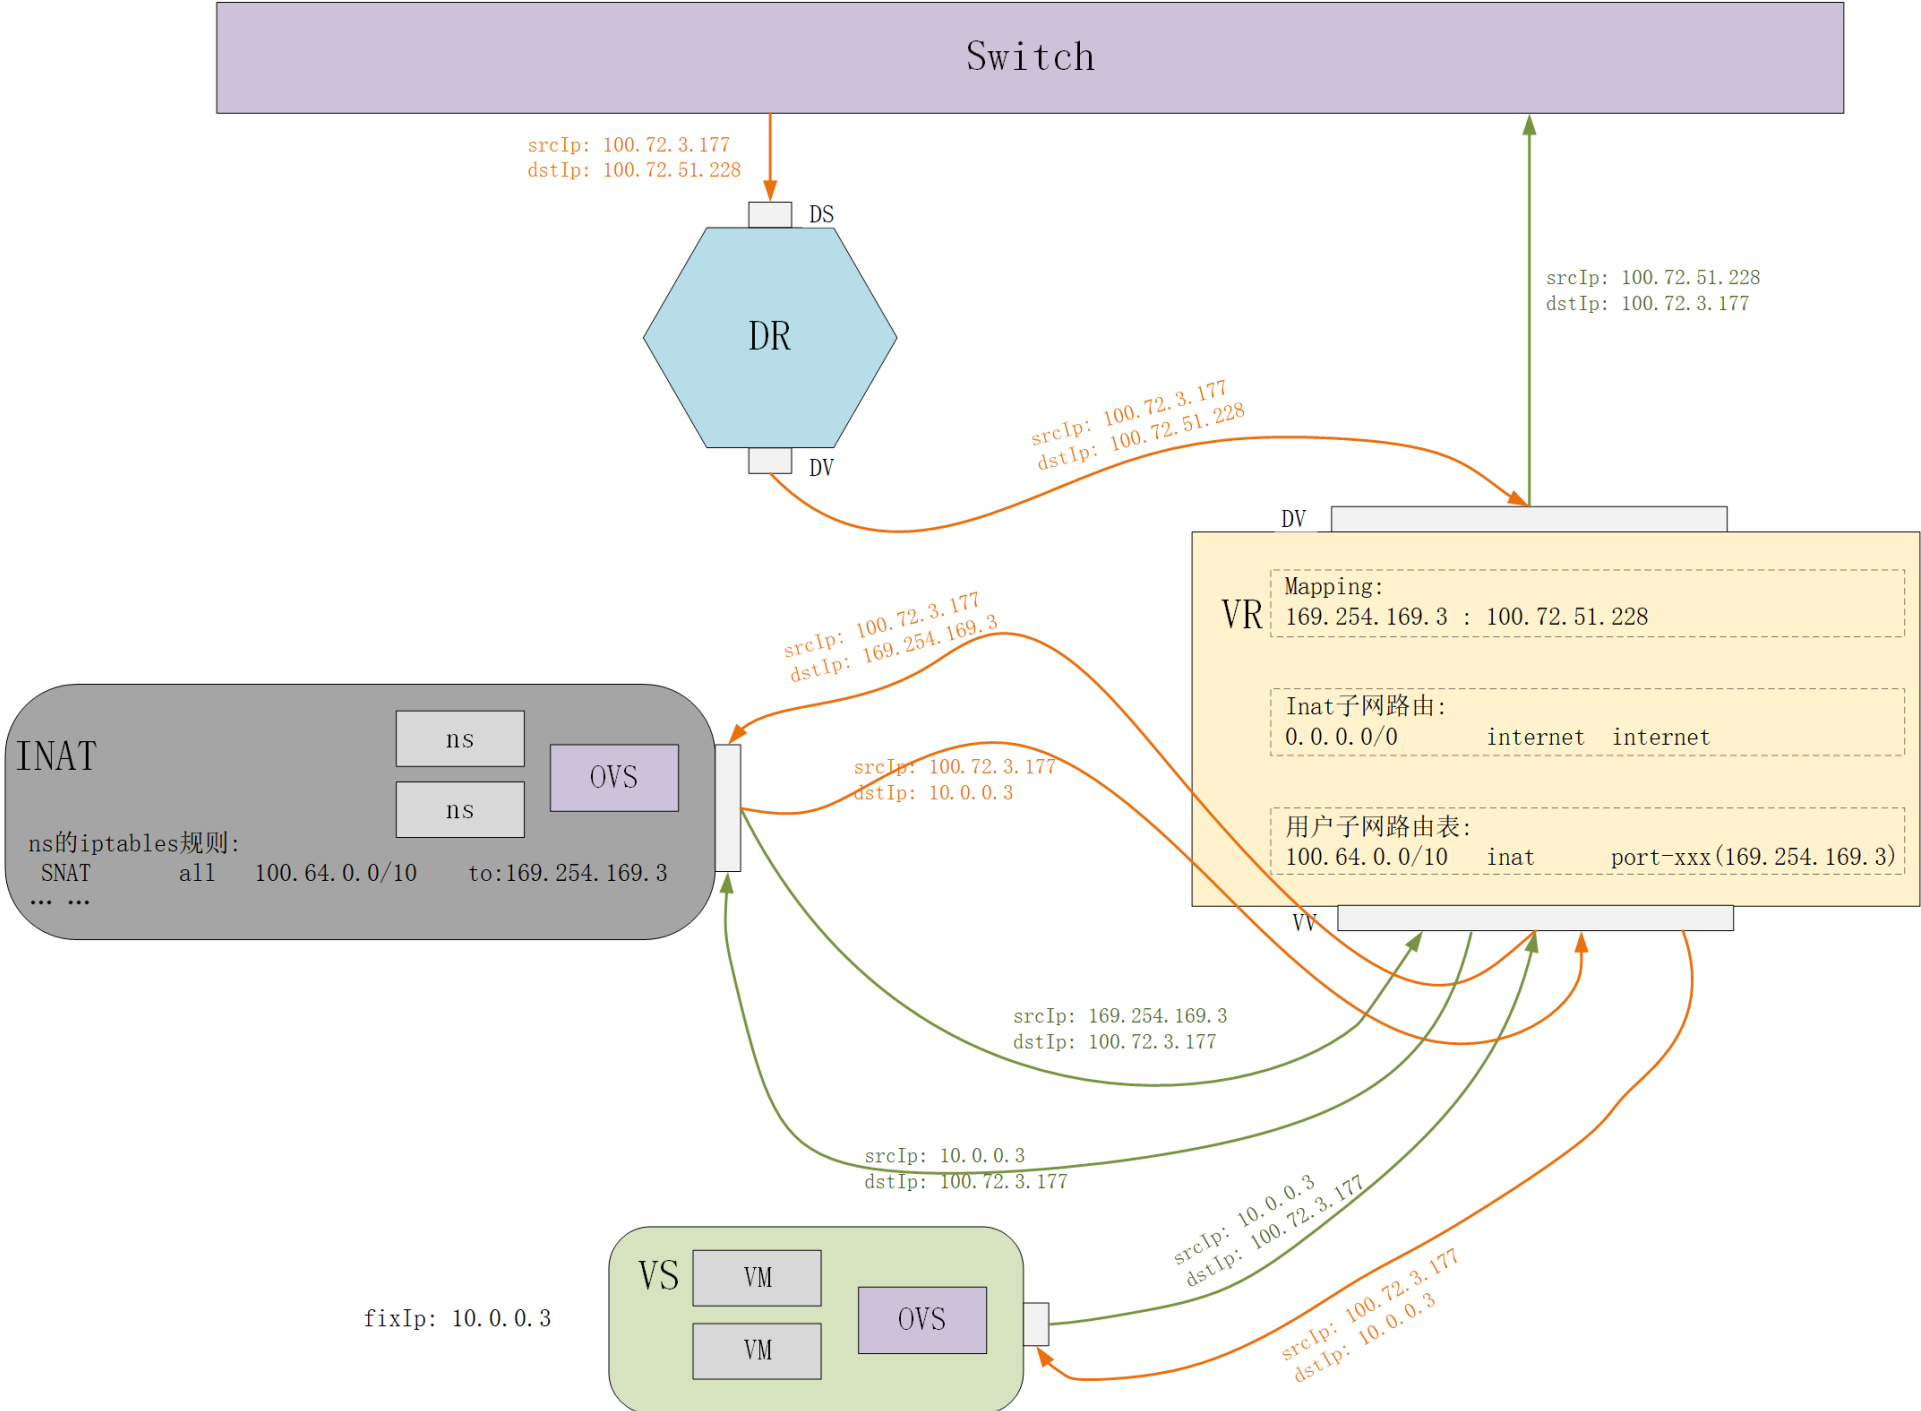 Switch
srcIp: 100.72.3.177
dstIp: 100.72.51.228
DS
DR
DV
srcIp: 100.72.51.228
dstIp: 100.72.3.177
srcIp: 100.72.3.177
dstIp: 100.72.51.228
DV
VR
Mapping:
169.254.169.3 : 100.72.51.228
Inat子网路由:
0.0.0.0/0 internet internet
用户子网路由表:
100.64.0.0/10 inat port-xxx(169.254.169.3)
VV
srcIp: 100.72.3.177
dstIp: 169.254.169.3
INAT
ns
ns
OVS
ns的iptables规则:
SNAT all 100.64.0.0/10 to:169.254.169.3
... ...
srcIp: 100.72.3.177
dstIp: 10.0.0.3
srcIp: 169.254.169.3
dstIp: 100.72.3.177
srcIp: 10.0.0.3
dstIp: 100.72.3.177
srcIp: 10.0.0.3
dstIp: 100.72.3.177
srcIp: 100.72.3.177
dstIp: 10.0.0.3
fixIp: 10.0.0.3
VS
VM
VM
OVS